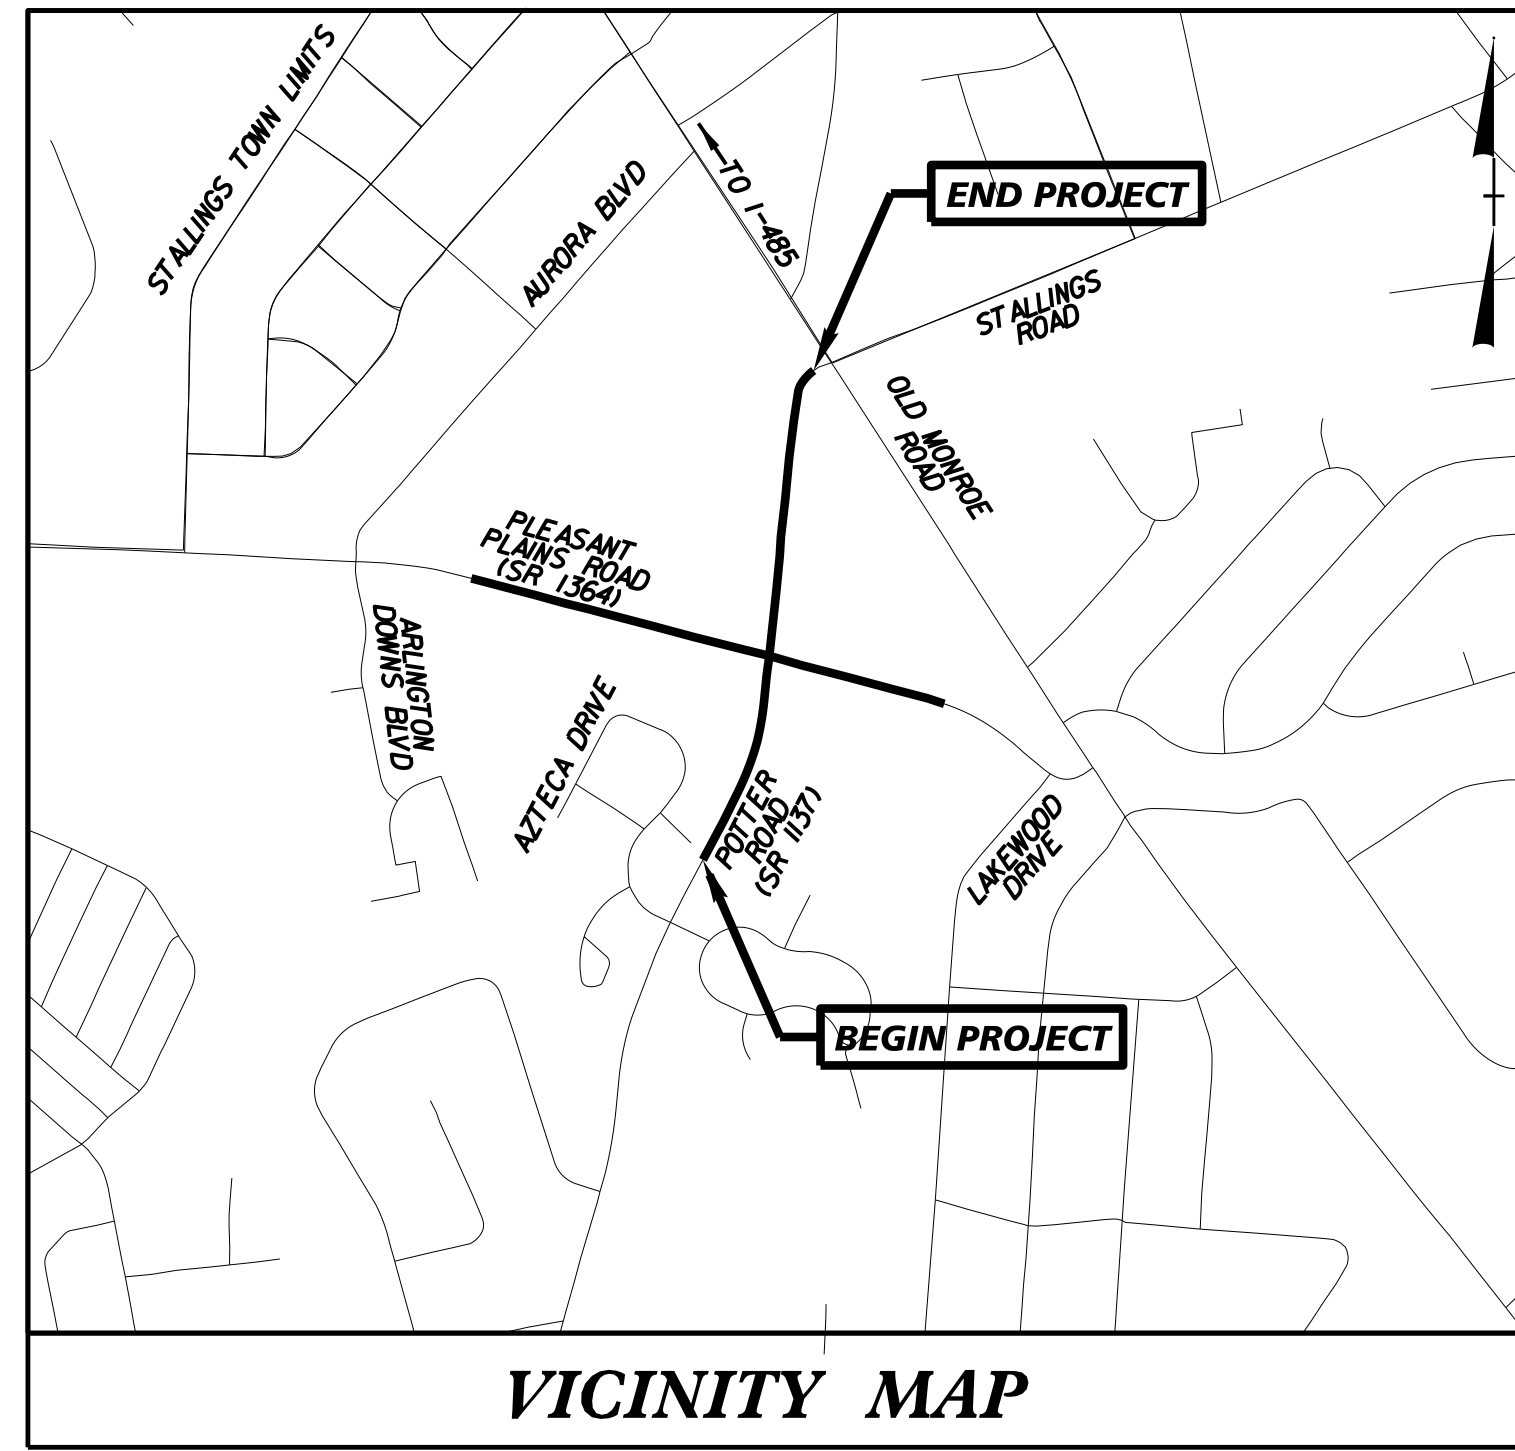 STALLINGS TOWN LIMITS
AURORA BLVD
TO I-485
END PROJECT
STALLINGS
ROAD
OLD MONROE
ROAD
PLEASANT
PLAINS ROAD
(SR 1364)
ARLINGTON
DOWNS BLVD
AZTECA DRIVE
POTTER
ROAD
(SR 1137)
LAKEWOOD
DRIVE
BEGIN PROJECT
VICINITY MAP